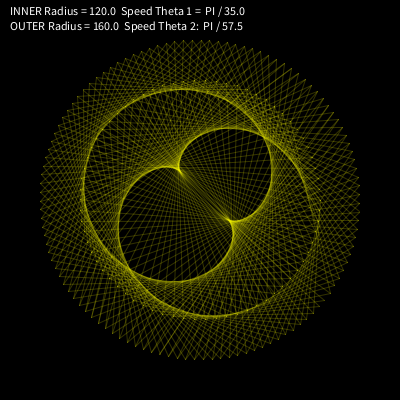 INNER Radius = 120.0  Speed Theta 1 =  PI / 35.0
OUTER Radius = 160.0  Speed Theta 2:  PI / 57.5